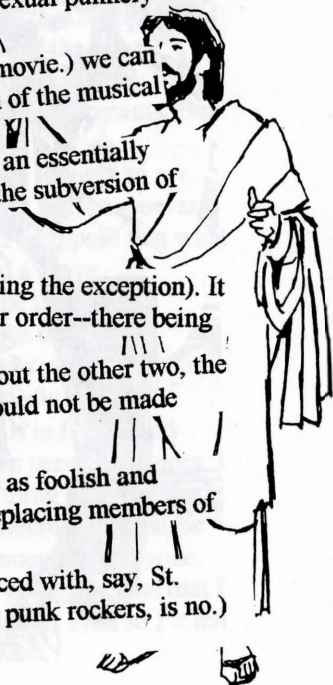 movie.) we can
of the musical
an essentially
the subversion of
ing the exception). It
r order--there being
out the other two, the
ould not be made
as foolish and
placing members of
ced with, say, St.
punk rockers, is no.)